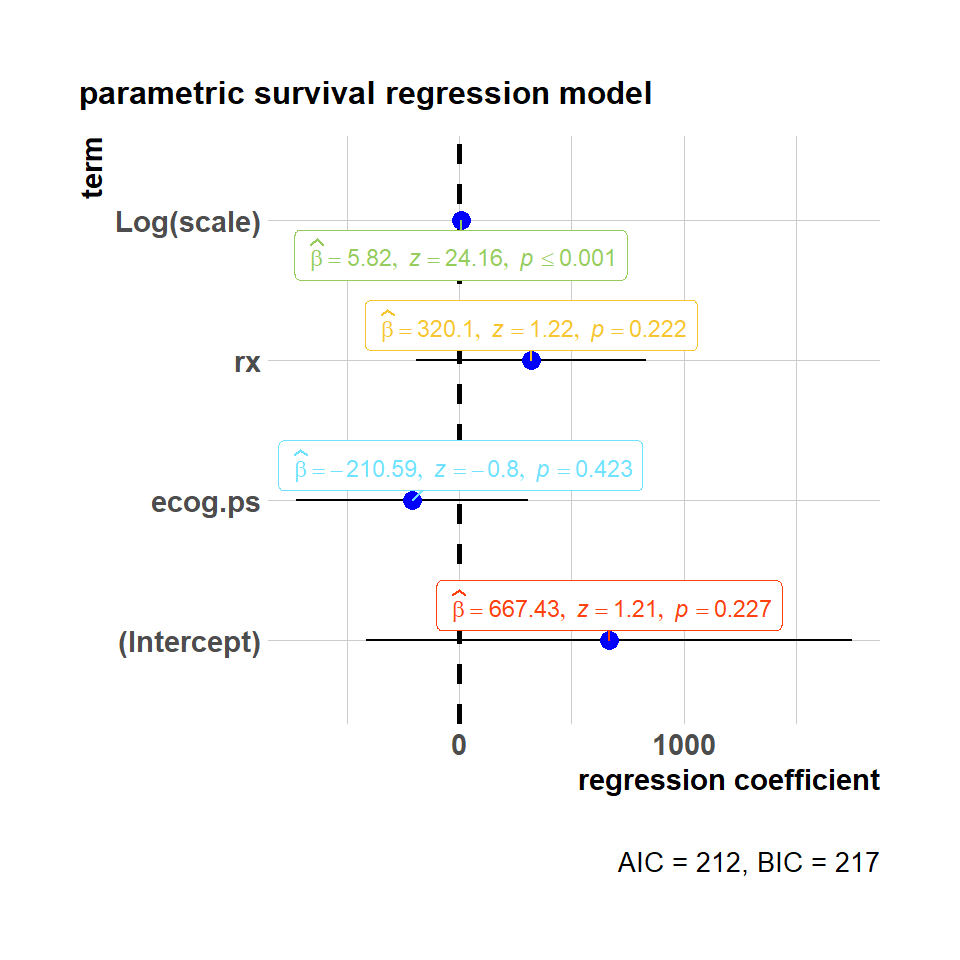 parametric survival regression model
term
Log(scale)
β̂ = 5.82, z = 24.16, p ≤ 0.001
β̂ = 320.1, z = 1.22, p = 0.222
rx
β̂ = −210.59, z = −0.8, p = 0.423
ecog.ps
β̂ = 667.43, z = 1.21, p = 0.227
(Intercept)
0 1000
regression coefficient
AIC = 212, BIC = 217